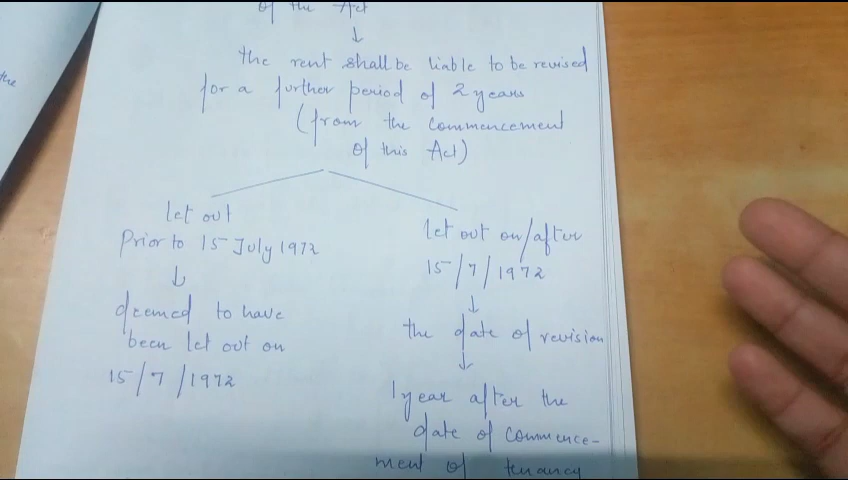 the
of the Act
↓
the rent shall be liable to be revised
for a further period of 2 years
(from the commencement
of this Act)
let out
Prior to 15 July 1972
↓
deemed to have
been let out on
15/7/1972
let out on/after
15/7/1972
↓
the date of revision
↓
1 year after the
date of commence-
ment of tenancy